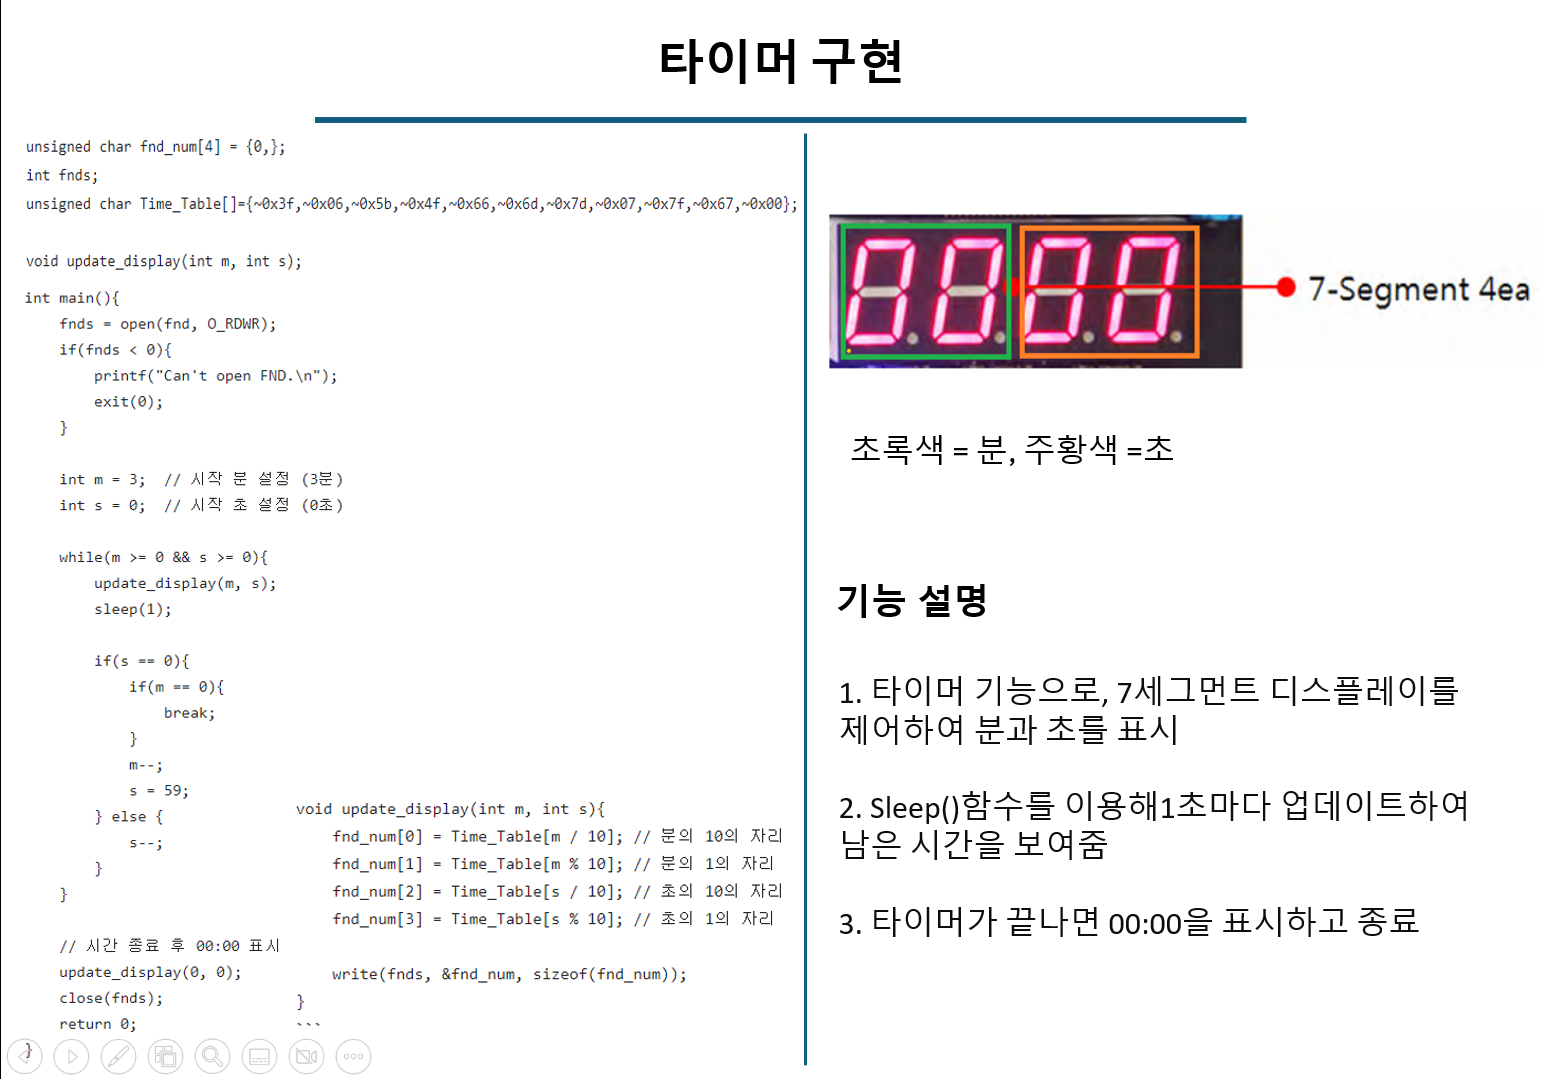 타이머 구현
unsigned char fnd_num[4] = {0,};
int fnds;
unsigned char Time_Table[]={~0x3f,~0x06,~0x5b,~0x4f,~0x66,~0x6d,~0x7d,~0x07,~0x7f,~0x67,~0x00};
void update_display(int m, int s);
int main(){
    fnds = open(fnd, O_RDWR);
    if(fnds < 0){
        printf("Can't open FND.\n");
        exit(0);
    }
    int m = 3;  // 시작 분 설정 (3분)
    int s = 0;  // 시작 초 설정 (0초)
    while(m >= 0 && s >= 0){
        update_display(m, s);
        sleep(1);
        if(s == 0){
            if(m == 0){
                break;
            }
            m--;
            s = 59;
        } else {
            s--;
        }
    }
    // 시간 종료 후 00:00 표시
    update_display(0, 0);
    close(fnds);
    return 0;
}
void update_display(int m, int s){
    fnd_num[0] = Time_Table[m / 10]; // 분의 10의 자리
    fnd_num[1] = Time_Table[m % 10]; // 분의 1의 자리
    fnd_num[2] = Time_Table[s / 10]; // 초의 10의 자리
    fnd_num[3] = Time_Table[s % 10]; // 초의 1의 자리
    write(fnds, &fnd_num, sizeof(fnd_num));
}
```
0000
7-Segment 4ea
초록색 = 분, 주황색 =초
기능 설명
1. 타이머 기능으로, 7세그먼트 디스플레이를
제어하여 분과 초를 표시
2. Sleep()함수를 이용해1초마다 업데이트하여
남은 시간을 보여줌
3. 타이머가 끝나면 00:00을 표시하고 종료